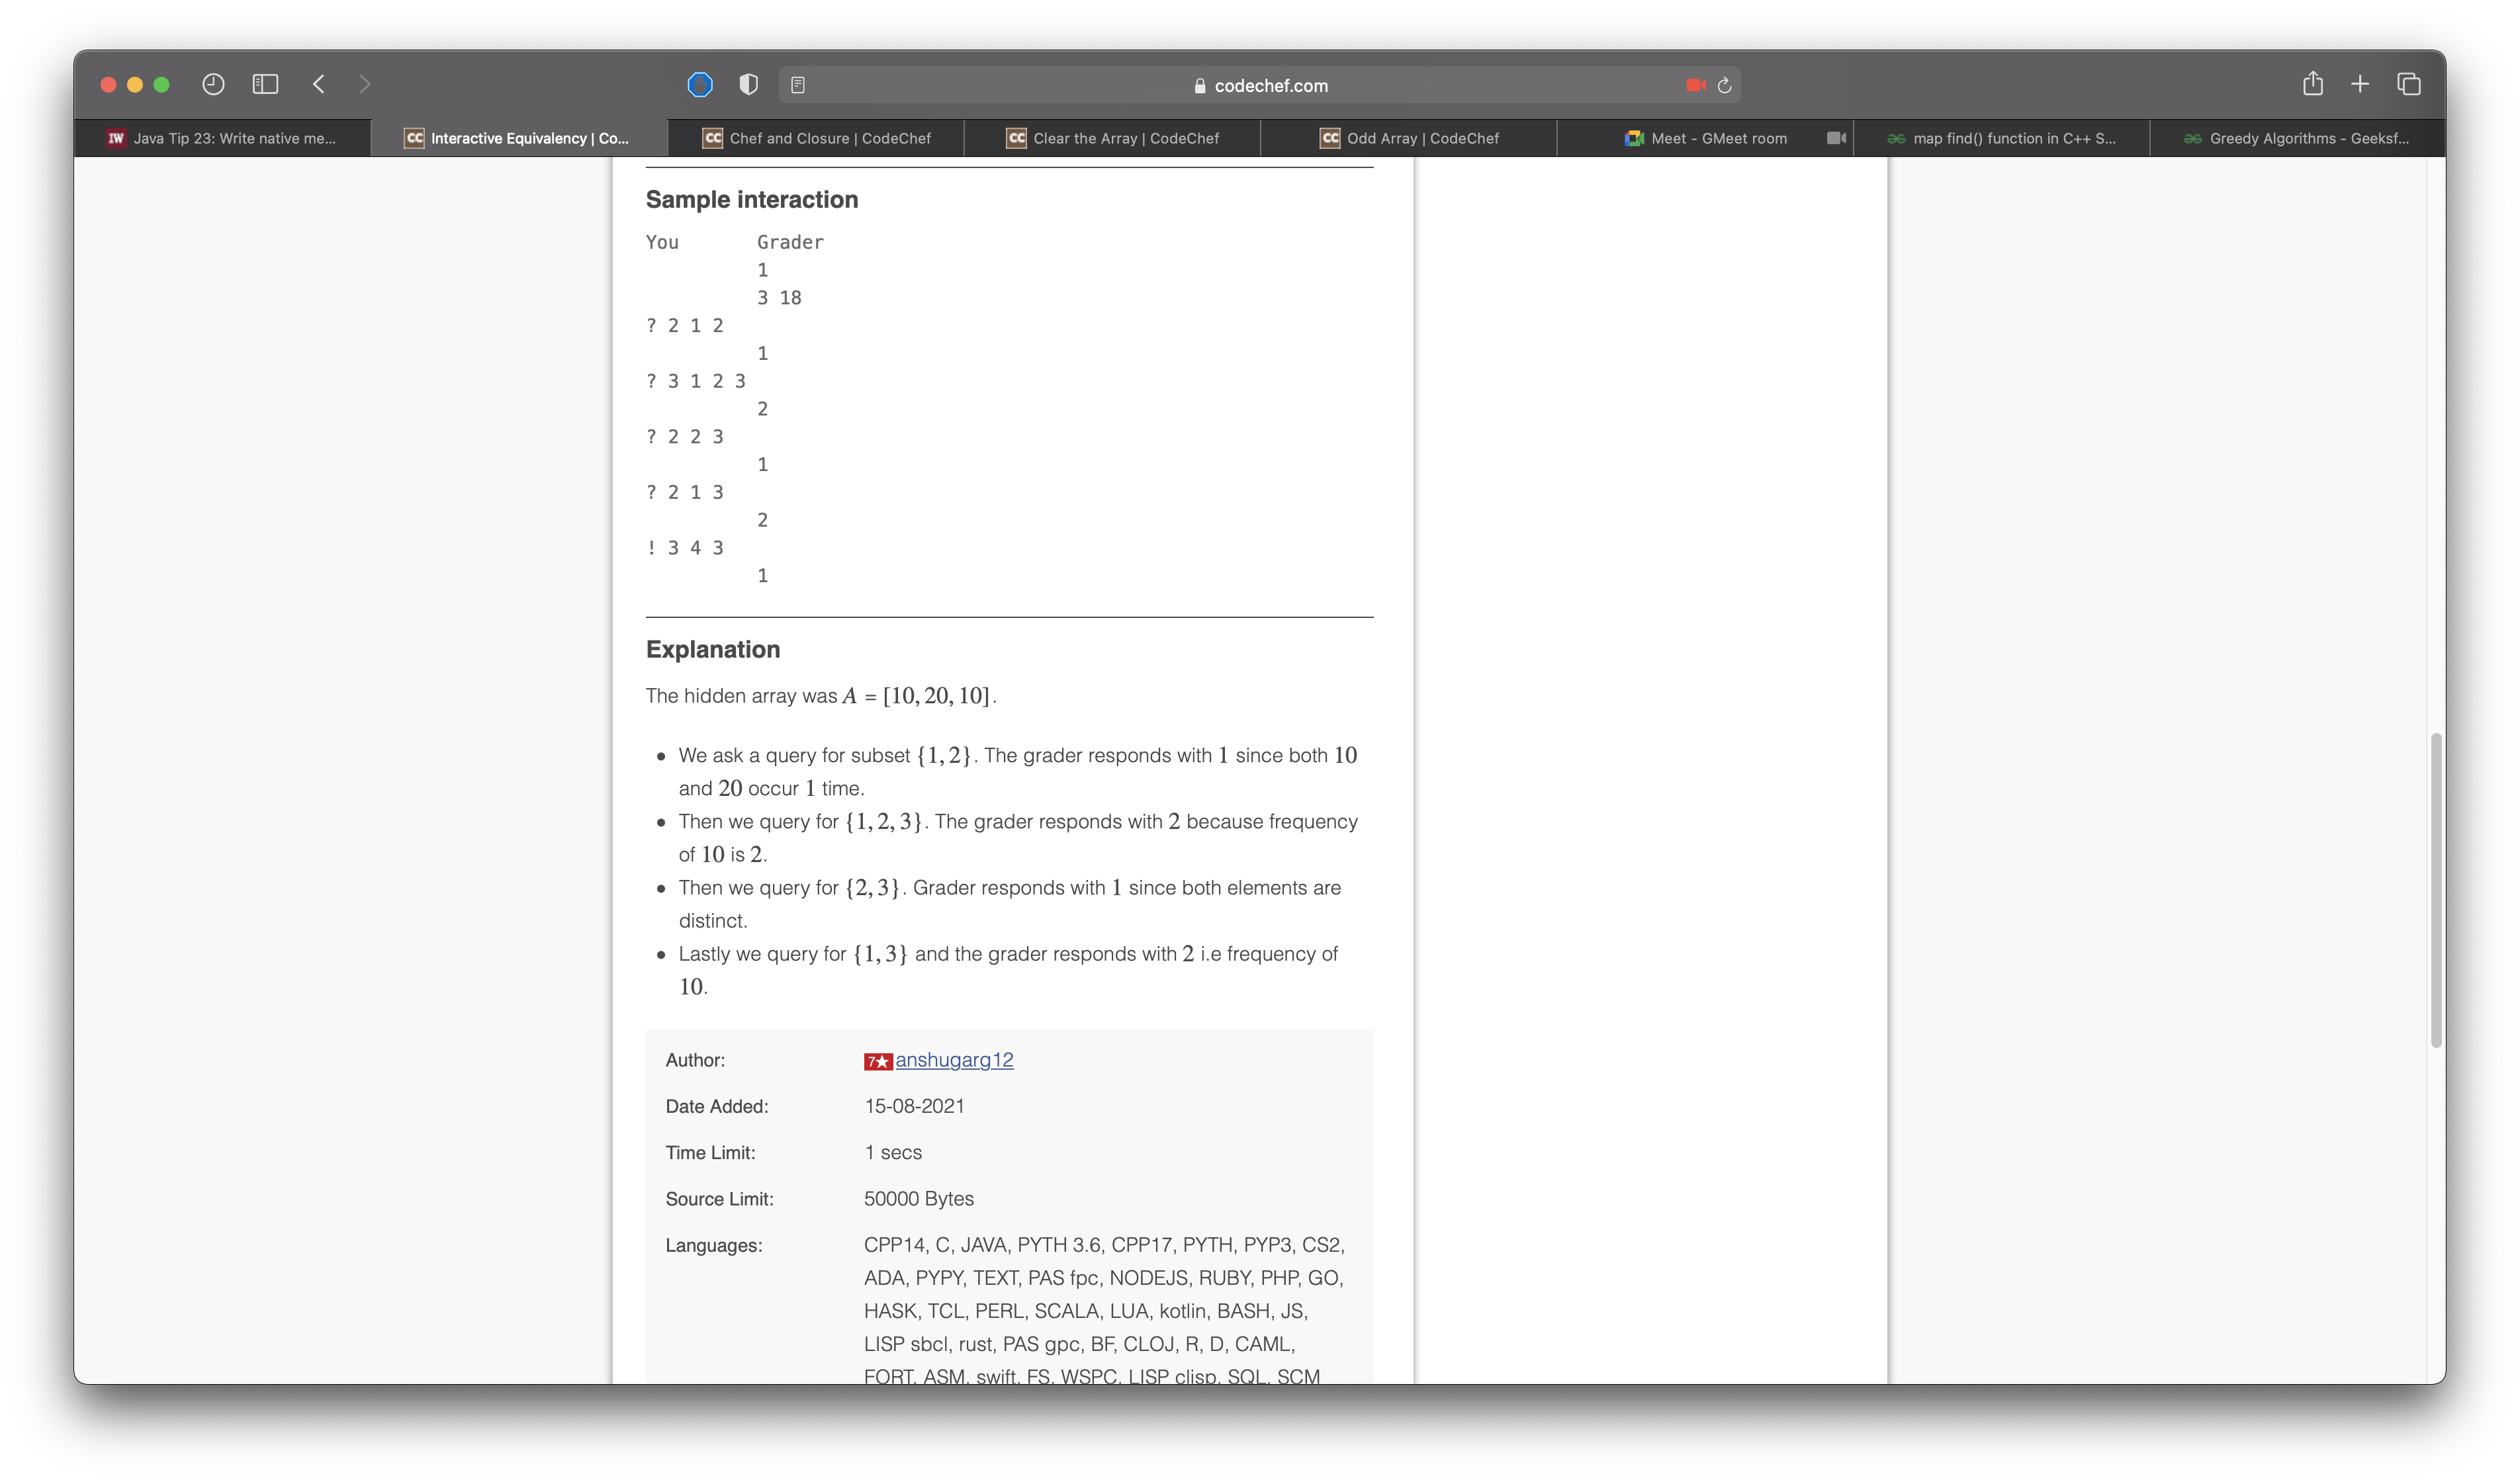 codechef.com
IW Java Tip 23: Write native me...
CC Interactive Equivalency | Co...
CC Chef and Closure | CodeChef
CC Clear the Array | CodeChef
CC Odd Array | CodeChef
Meet - GMeet room
map find() function in C++ S...
Greedy Algorithms - Geeksf...
Sample interaction
You Grader
1
3 18
? 2 1 2
1
? 3 1 2 3
2
? 2 2 3
1
? 2 1 3
2
! 3 4 3
1
Explanation
The hidden array was A = [10, 20, 10].
• We ask a query for subset {1, 2}. The grader responds with 1 since both 10
and 20 occur 1 time.
• Then we query for {1, 2, 3}. The grader responds with 2 because frequency
of 10 is 2.
• Then we query for {2, 3}. Grader responds with 1 since both elements are
distinct.
• Lastly we query for {1, 3} and the grader responds with 2 i.e frequency of
10.
Author: 7★ anshugarg12
Date Added: 15-08-2021
Time Limit: 1 secs
Source Limit: 50000 Bytes
Languages: CPP14, C, JAVA, PYTH 3.6, CPP17, PYTH, PYP3, CS2,
ADA, PYPY, TEXT, PAS fpc, NODEJS, RUBY, PHP, GO,
HASK, TCL, PERL, SCALA, LUA, kotlin, BASH, JS,
LISP sbcl, rust, PAS gpc, BF, CLOJ, R, D, CAML,
FORT, ASM, swift, FS, WSPC, LISP clisp, SQL, SCM